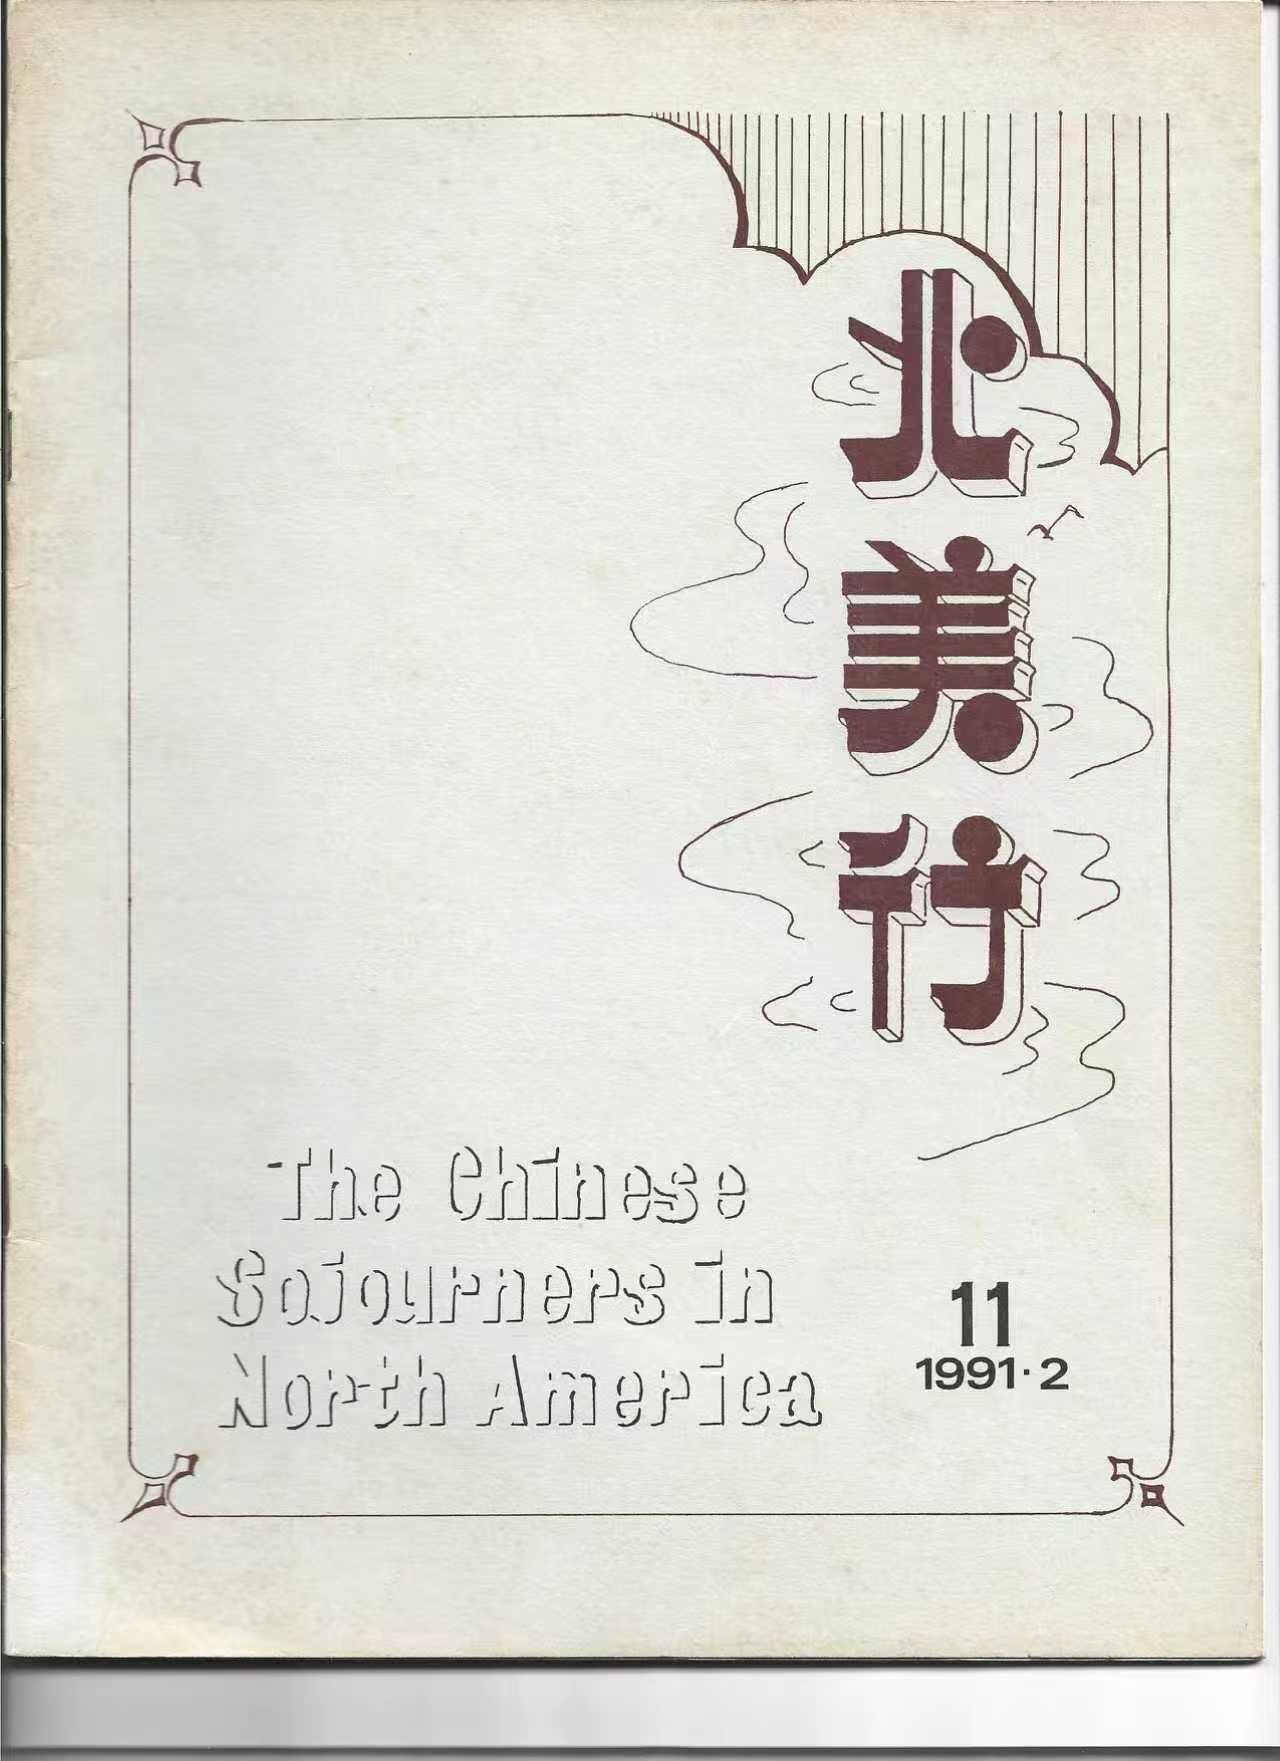 北美行
The Chinese
Sojourners in
North America
11
1991·2